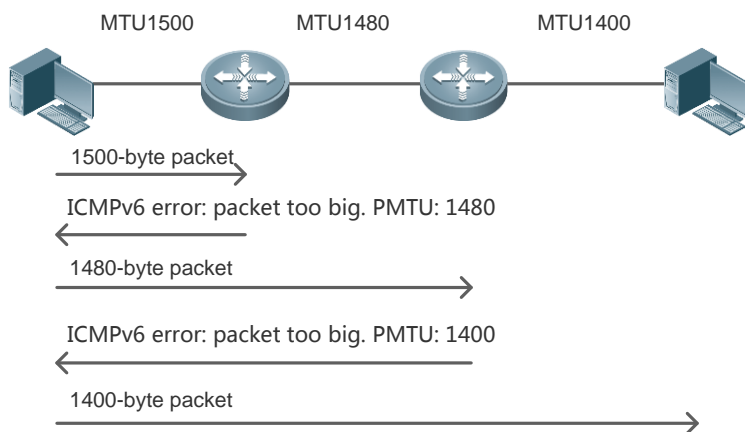 MTU1500
MTU1480
MTU1400
1500-byte packet
ICMPv6 error: packet too big. PMTU: 1480
1480-byte packet
ICMPv6 error: packet too big. PMTU: 1400
1400-byte packet